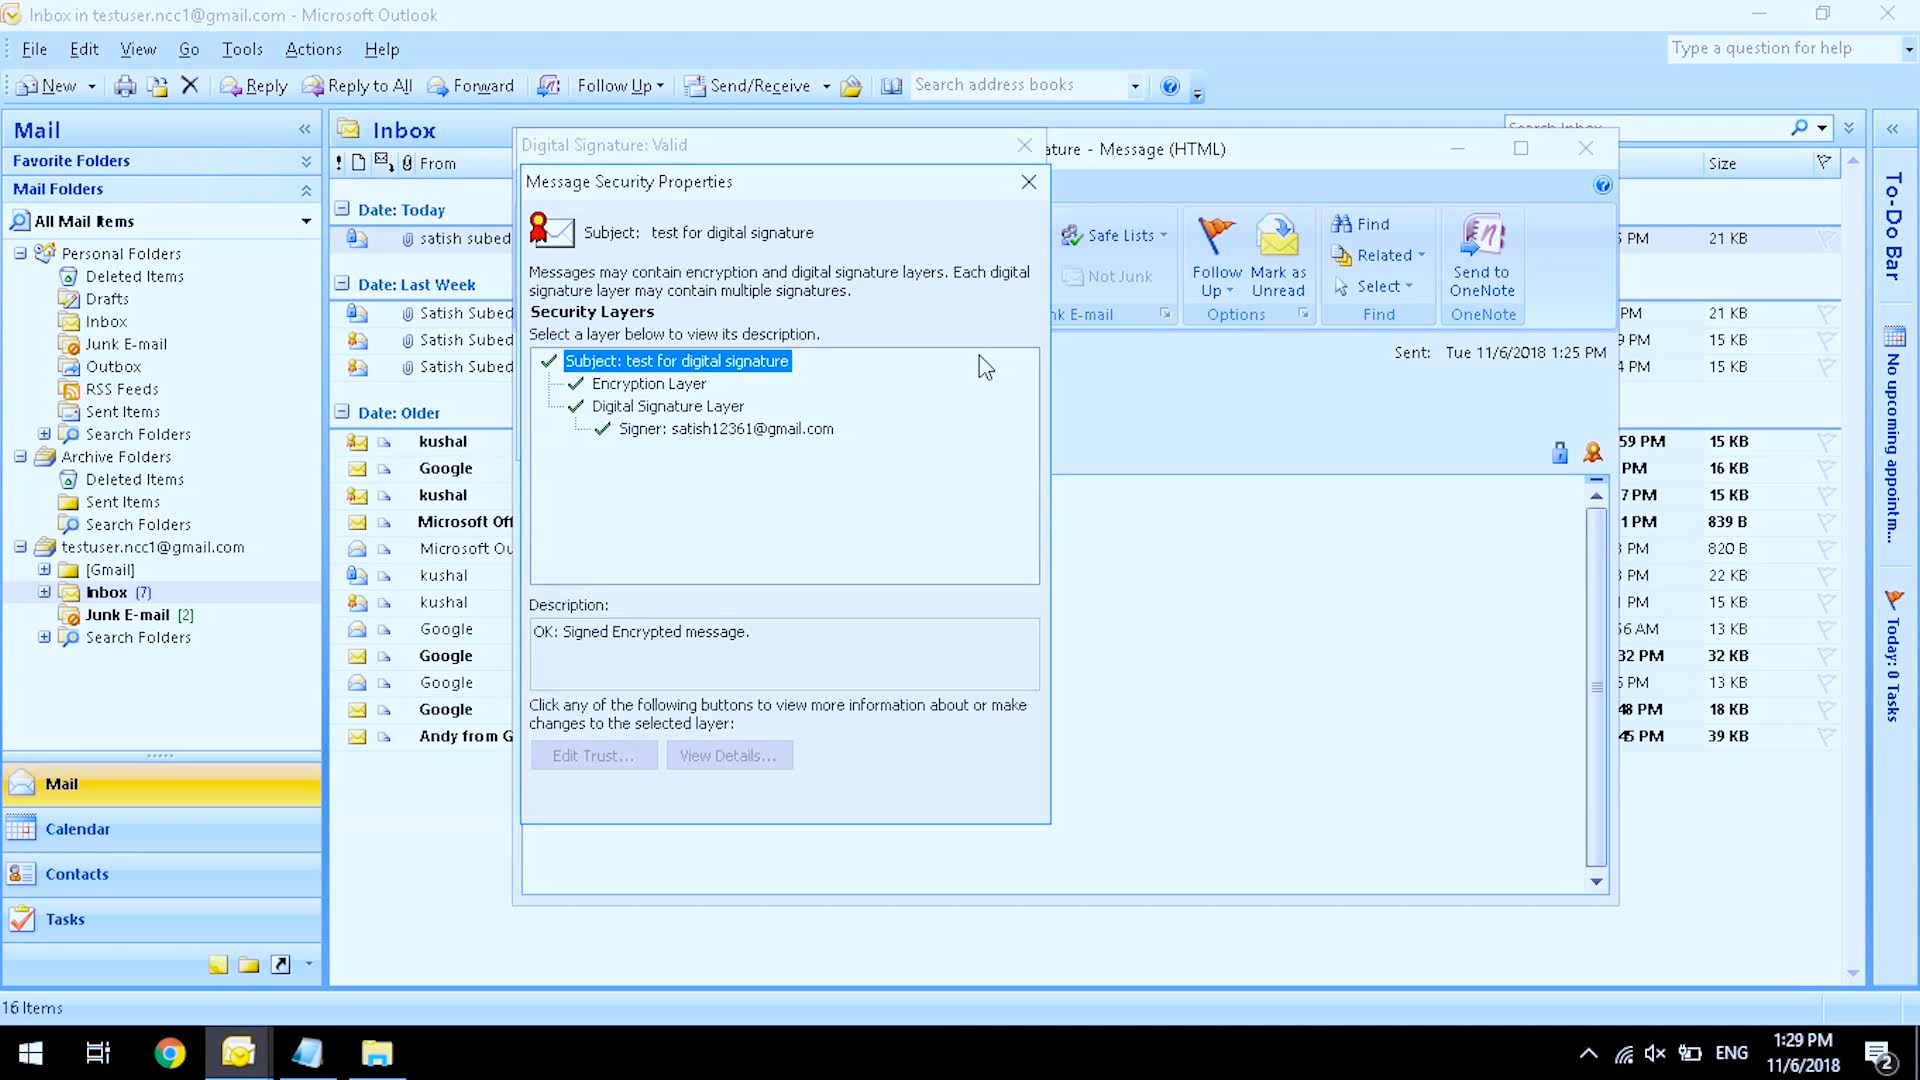 Inbox in testuser.ncc1@gmail.com - Microsoft Outlook
File Edit View Go Tools Actions Help
Type a question for help
New Reply Reply to All Forward Follow Up Send/Receive Search address books
Mail
Favorite Folders
Mail Folders
All Mail Items
Personal Folders
Deleted Items
Drafts
Inbox
Junk E-mail
Outbox
RSS Feeds
Sent Items
Search Folders
Archive Folders
Deleted Items
Sent Items
Search Folders
testuser.ncc1@gmail.com
[Gmail]
Inbox (7)
Junk E-mail [2]
Search Folders
Mail
Calendar
Contacts
Tasks
16 Items
Inbox
From
Date: Today
satish subed
Date: Last Week
Satish Subed
Satish Subed
Satish Subed
Date: Older
kushal
Google
kushal
Microsoft Off
Microsoft Ou
kushal
kushal
Google
Google
Google
Google
Andy from G
Digital Signature: Valid
Message Security Properties
Subject: test for digital signature
Messages may contain encryption and digital signature layers. Each digital
signature layer may contain multiple signatures.
Security Layers
Select a layer below to view its description.
Subject: test for digital signature
Encryption Layer
Digital Signature Layer
Signer: satish12361@gmail.com
Description:
OK: Signed Encrypted message.
Click any of the following buttons to view more information about or make
changes to the selected layer:
Edit Trust... View Details...
ature - Message (HTML)
Safe Lists
Not Junk
nk E-mail
Follow Up
Mark as Unread
Options
Find
Related
Select
Find
Send to OneNote
OneNote
Sent: Tue 11/6/2018 1:25 PM
Search Inbox
Size
5 PM 21 KB
PM 21 KB
9 PM 15 KB
4 PM 15 KB
59 PM 15 KB
PM 16 KB
7 PM 15 KB
1 PM 839 B
3 PM 820 B
3 PM 22 KB
1 PM 15 KB
56 AM 13 KB
32 PM 32 KB
5 PM 13 KB
48 PM 18 KB
45 PM 39 KB
To-Do Bar
No upcoming appointm...
Today: 0 Tasks
ENG
1:29 PM
11/6/2018
2